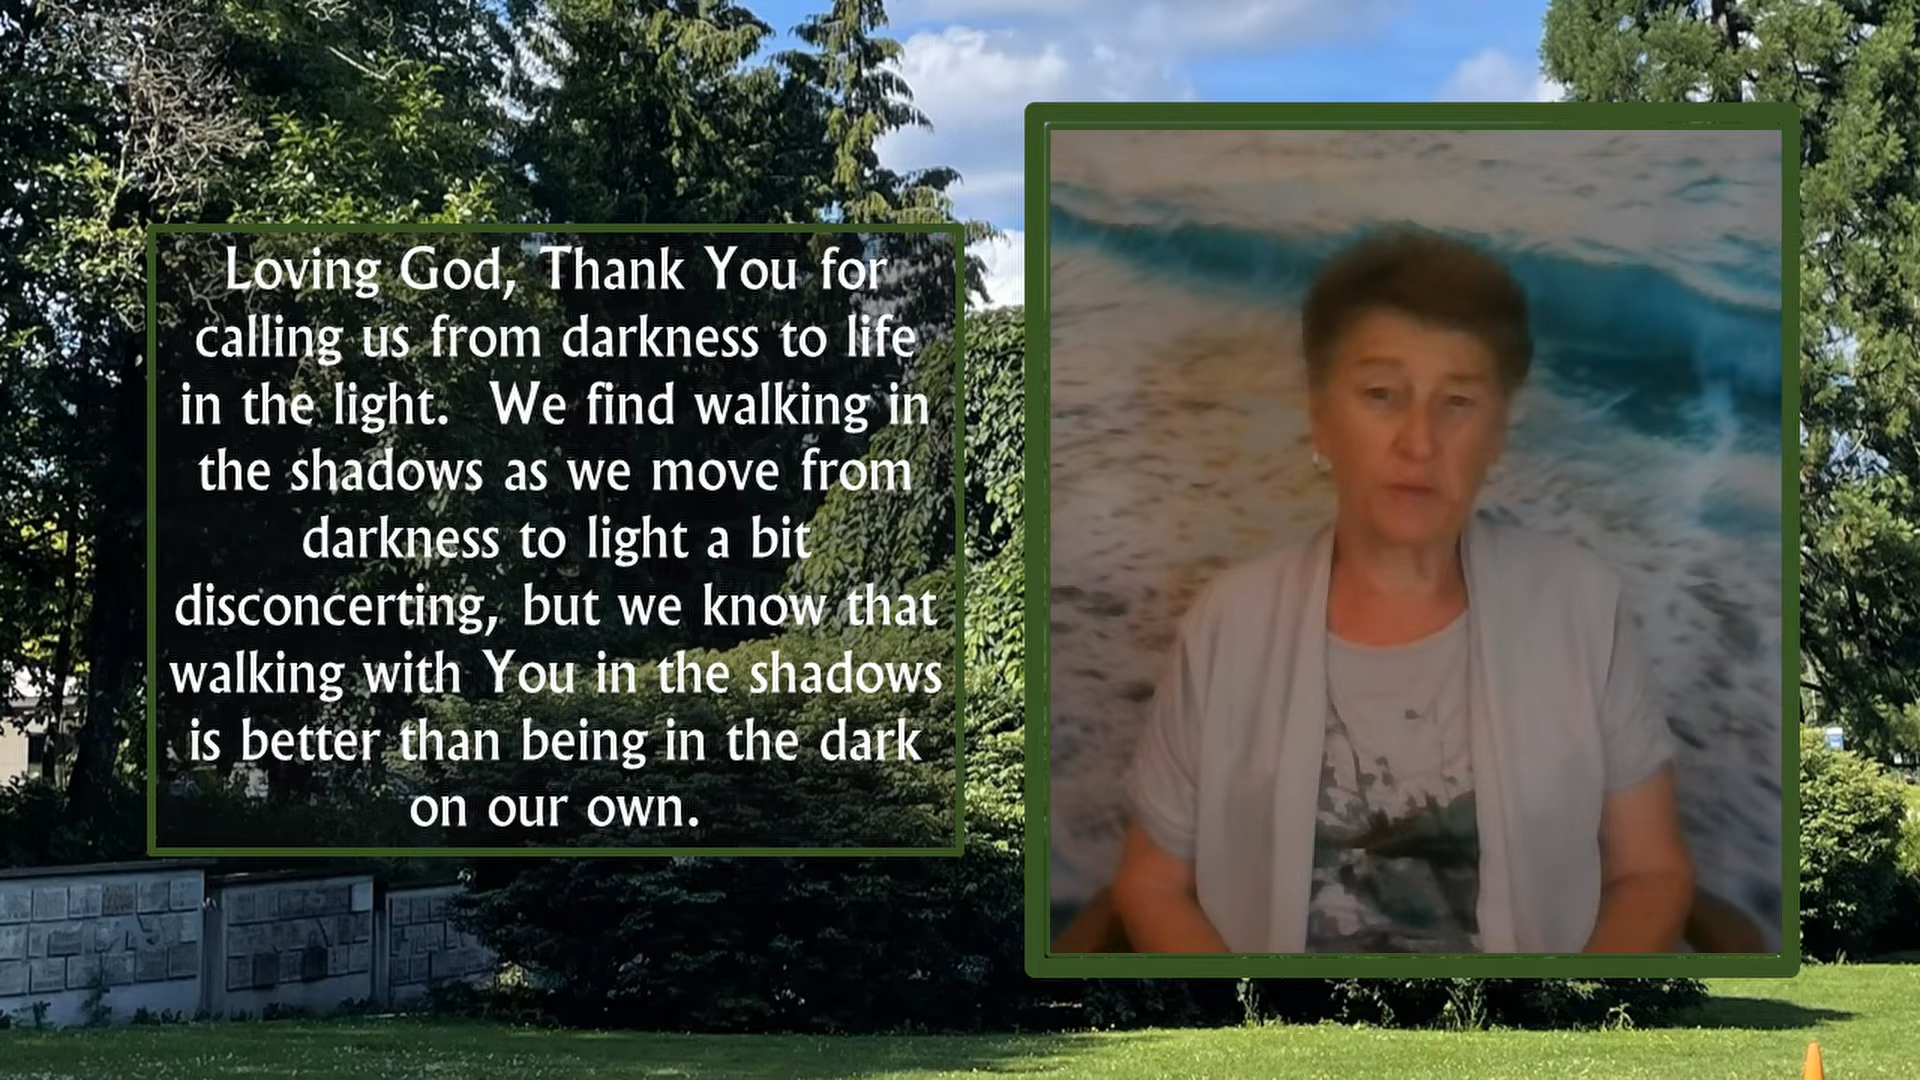 Loving God, Thank You for
calling us from darkness to life
in the light.  We find walking in
the shadows as we move from
darkness to light a bit
disconcerting, but we know that
walking with You in the shadows
is better than being in the dark
on our own.